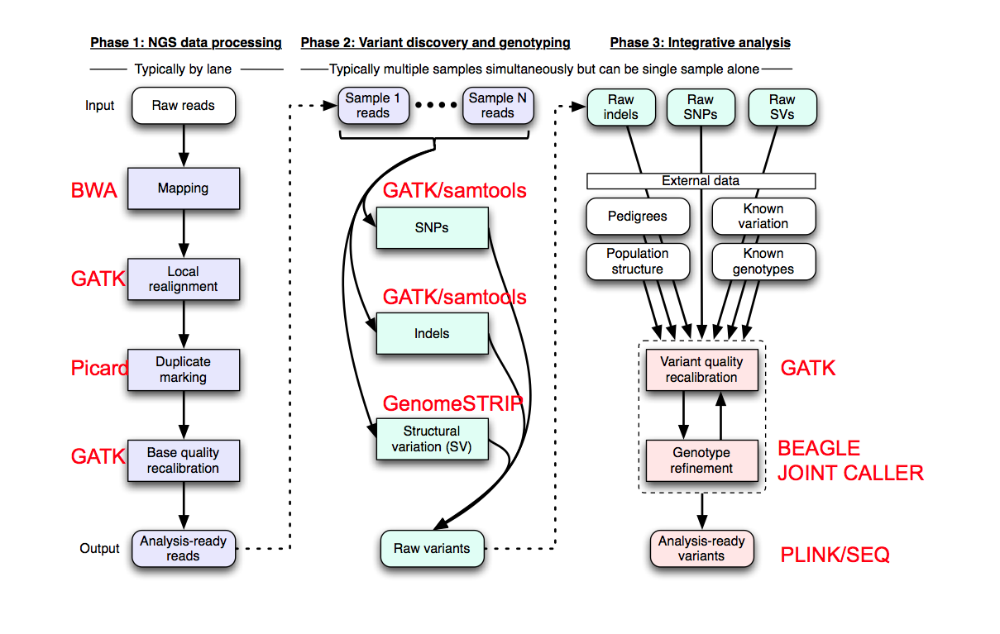 Phase 1: NGS data processing
Typically by lane
Input
Raw reads
BWA
Mapping
GATK
Local
realignment
Picard
Duplicate
marking
GATK
Base quality
recalibration
Output
Analysis-ready
reads
Phase 2: Variant discovery and genotyping
Phase 3: Integrative analysis
Typically multiple samples simultaneously but can be single sample alone
Sample 1
reads
Sample N
reads
GATK/samtools
SNPs
GATK/samtools
Indels
GenomeSTRIP
Structural
variation (SV)
Raw variants
Raw
indels
Raw
SNPs
Raw
SVs
External data
Pedigrees
Known
variation
Population
structure
Known
genotypes
Variant quality
recalibration
GATK
Genotype
refinement
BEAGLE
JOINT CALLER
Analysis-ready
variants
PLINK/SEQ